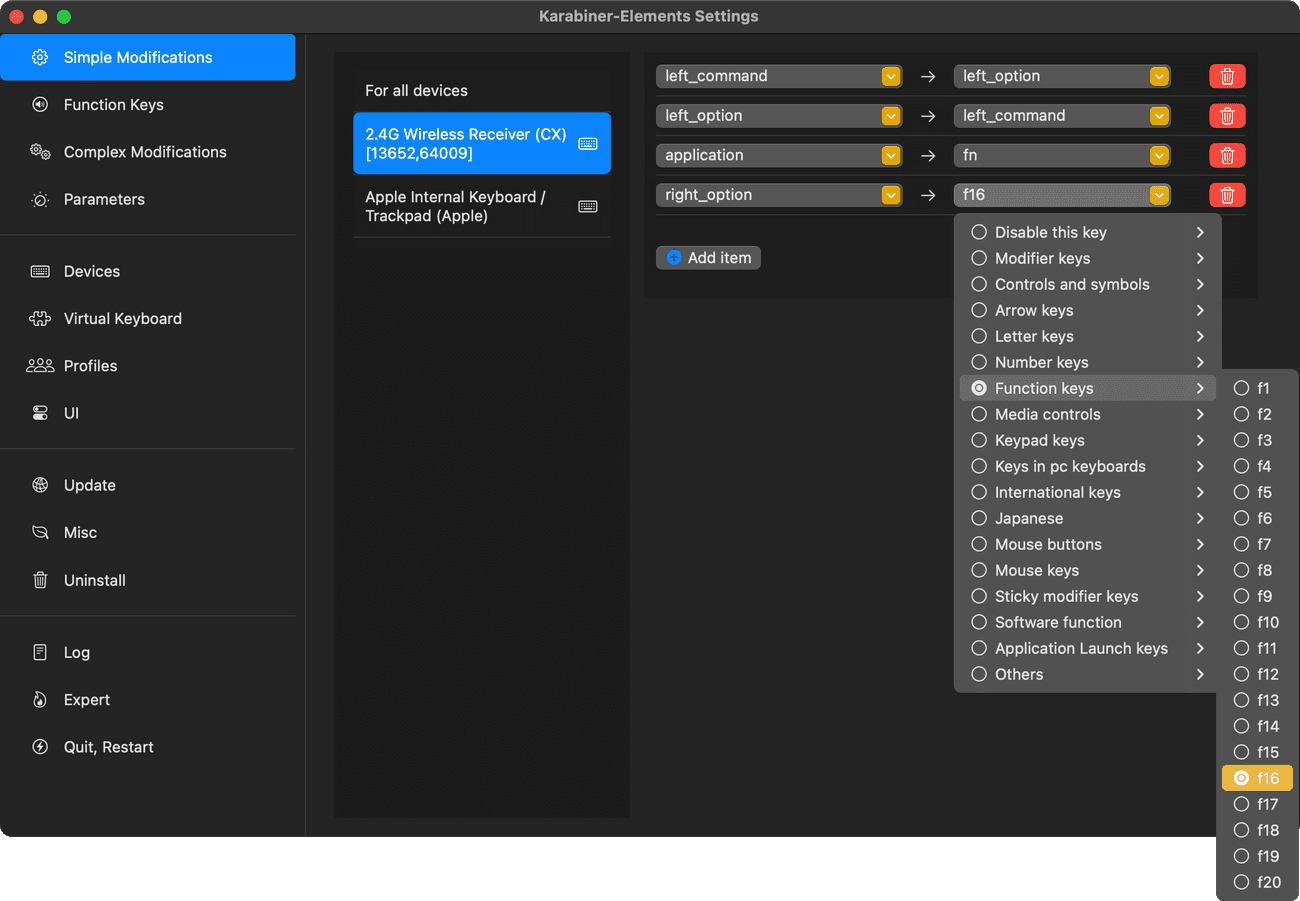 Karabiner-Elements Settings
Simple Modifications
Function Keys
Complex Modifications
Parameters
Devices
Virtual Keyboard
Profiles
UI
Update
Misc
Uninstall
Log
Expert
Quit, Restart
For all devices
2.4G Wireless Receiver (CX)
[13652,64009]
Apple Internal Keyboard /
Trackpad (Apple)
left_command → left_option
left_option → left_command
application → fn
right_option → f16
Add item
Disable this key
Modifier keys
Controls and symbols
Arrow keys
Letter keys
Number keys
Function keys
Media controls
Keypad keys
Keys in pc keyboards
International keys
Japanese
Mouse buttons
Mouse keys
Sticky modifier keys
Software function
Application Launch keys
Others
f1
f2
f3
f4
f5
f6
f7
f8
f9
f10
f11
f12
f13
f14
f15
f16
f17
f18
f19
f20